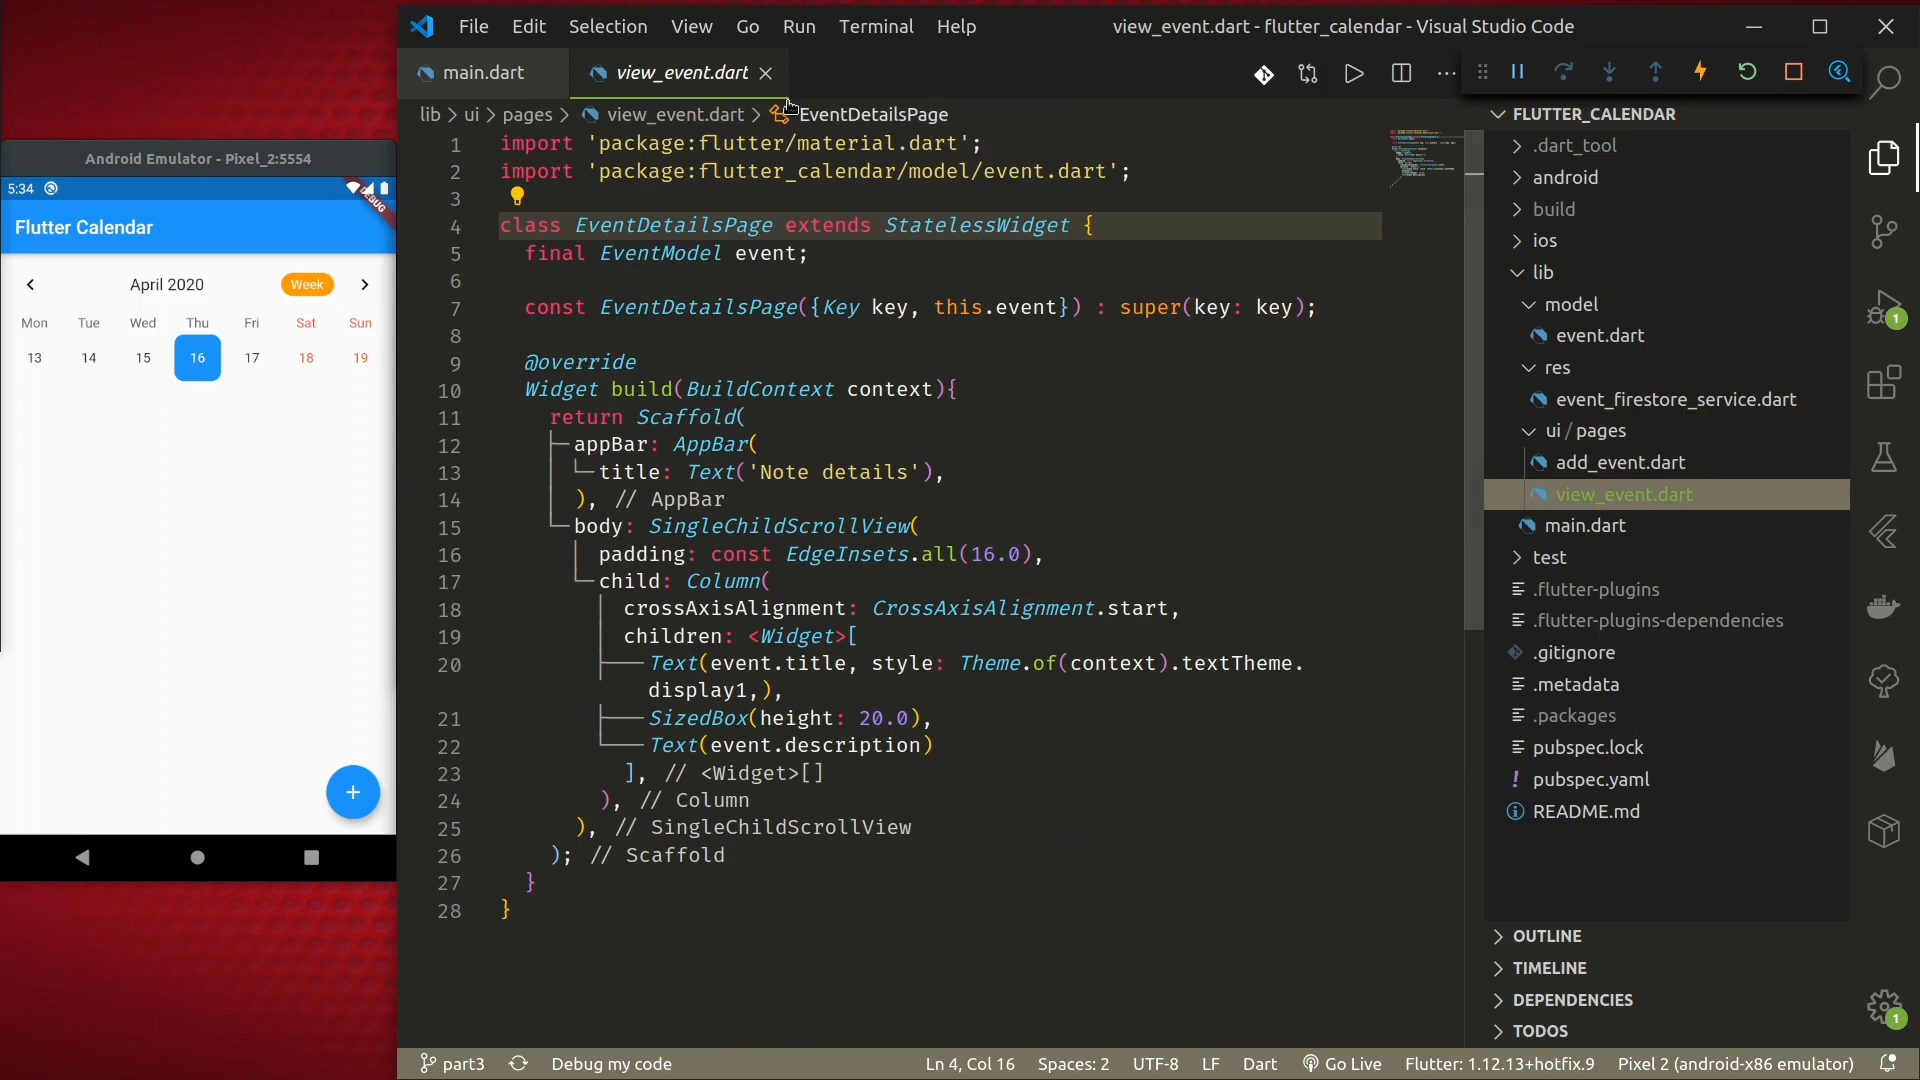 File Edit Selection View Go Run Terminal Help
view_event.dart - flutter_calendar - Visual Studio Code
main.dart
view_event.dart
lib > ui > pages > view_event.dart > EventDetailsPage
Android Emulator - Pixel_2:5554
5:34
DEBUG
Flutter Calendar
April 2020
Week
Mon Tue Wed Thu Fri Sat Sun
13 14 15 16 17 18 19
+
1 import 'package:flutter/material.dart';
2 import 'package:flutter_calendar/model/event.dart';
3
4 class EventDetailsPage extends StatelessWidget {
5 final EventModel event;
6
7 const EventDetailsPage({Key key, this.event}) : super(key: key);
8
9 @override
10 Widget build(BuildContext context){
11 return Scaffold(
12 appBar: AppBar(
13 title: Text('Note details'),
14 ), // AppBar
15 body: SingleChildScrollView(
16 padding: const EdgeInsets.all(16.0),
17 child: Column(
18 crossAxisAlignment: CrossAxisAlignment.start,
19 children: <Widget>[
20 Text(event.title, style: Theme.of(context).textTheme.
display1,),
21 SizedBox(height: 20.0),
22 Text(event.description)
23 ], // <Widget>[]
24 ), // Column
25 ), // SingleChildScrollView
26 ); // Scaffold
27 }
28 }
FLUTTER_CALENDAR
.dart_tool
android
build
ios
lib
model
event.dart
res
event_firestore_service.dart
ui / pages
add_event.dart
view_event.dart
main.dart
test
.flutter-plugins
.flutter-plugins-dependencies
.gitignore
.metadata
.packages
pubspec.lock
! pubspec.yaml
README.md
OUTLINE
TIMELINE
DEPENDENCIES
TODOS
1
1
part3
Debug my code
Ln 4, Col 16
Spaces: 2
UTF-8
LF
Dart
Go Live
Flutter: 1.12.13+hotfix.9
Pixel 2 (android-x86 emulator)